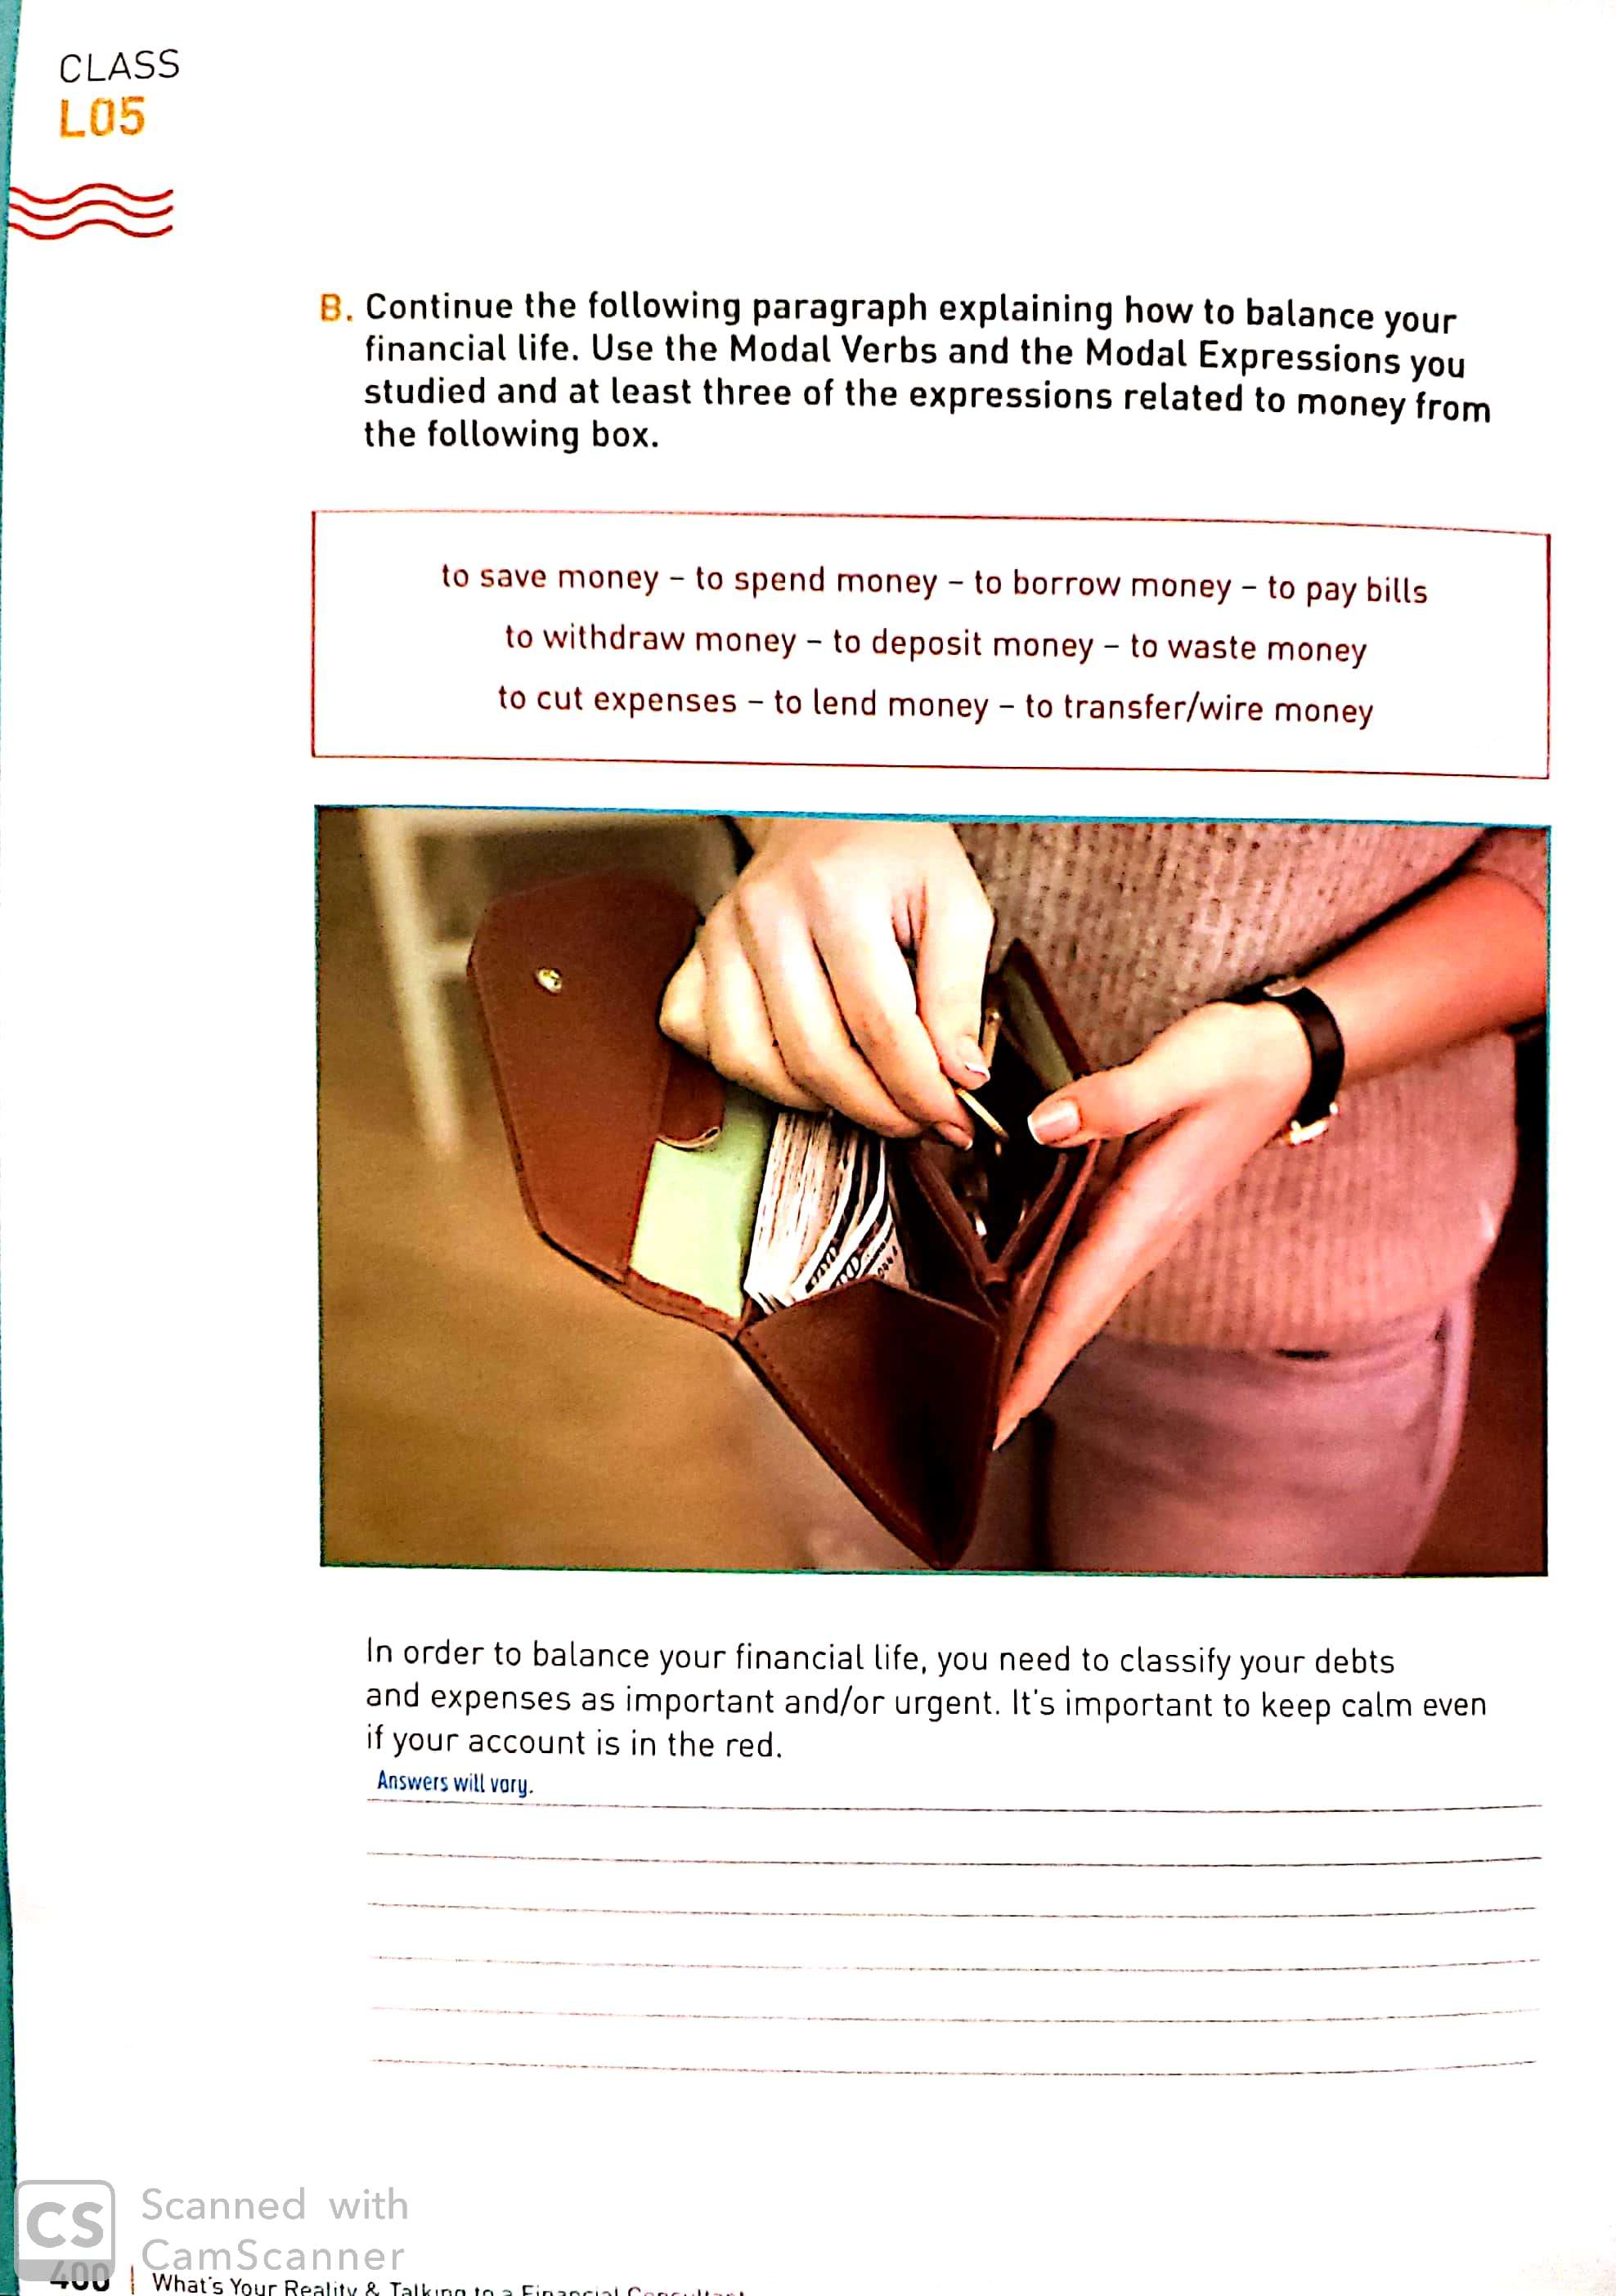 CLASS
L05
B. Continue the following paragraph explaining how to balance your
financial life. Use the Modal Verbs and the Modal Expressions you
studied and at least three of the expressions related to money from
the following box.
to save money – to spend money – to borrow money – to pay bills
to withdraw money – to deposit money – to waste money
to cut expenses – to lend money – to transfer/wire money
In order to balance your financial life, you need to classify your debts
and expenses as important and/or urgent. It's important to keep calm even
if your account is in the red.
Answers will vary.
CS
Scanned with
CamScanner
400 | What's Your Reality & Talking to a Financial Consultant